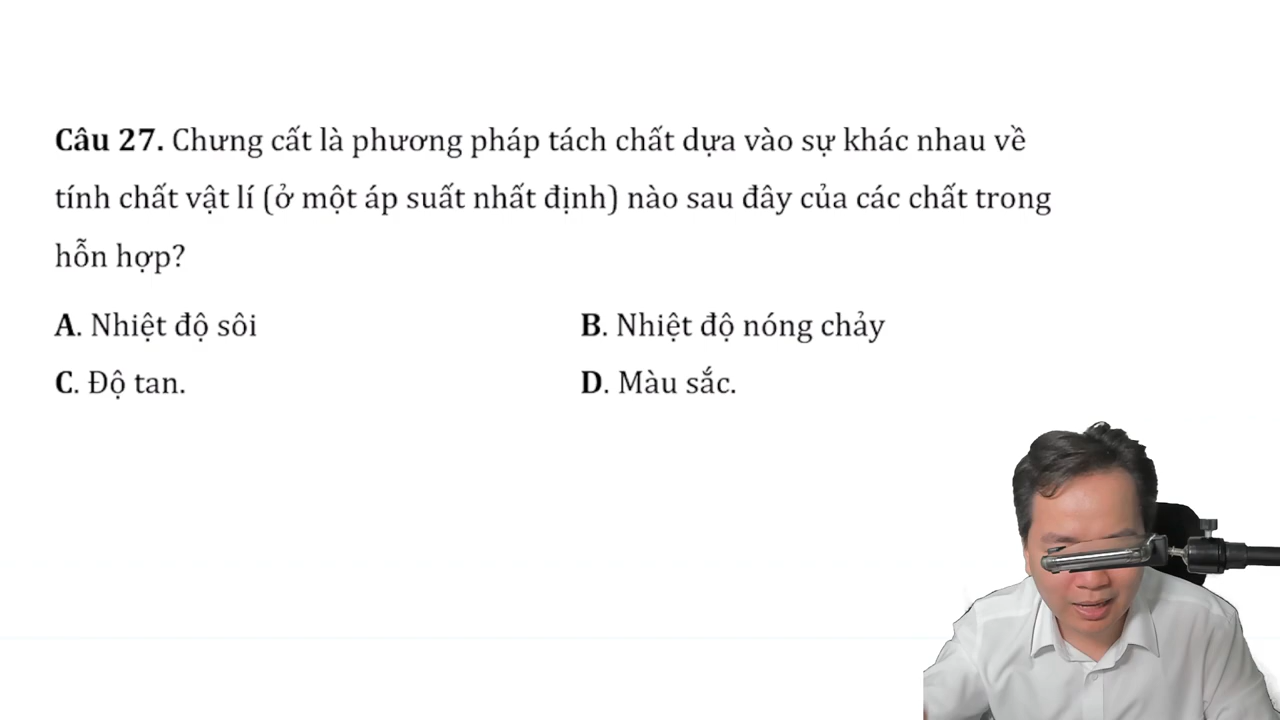 Câu 27. Chưng cất là phương pháp tách chất dựa vào sự khác nhau về
tính chất vật lí (ở một áp suất nhất định) nào sau đây của các chất trong
hỗn hợp?
A. Nhiệt độ sôi
B. Nhiệt độ nóng chảy
C. Độ tan.
D. Màu sắc.